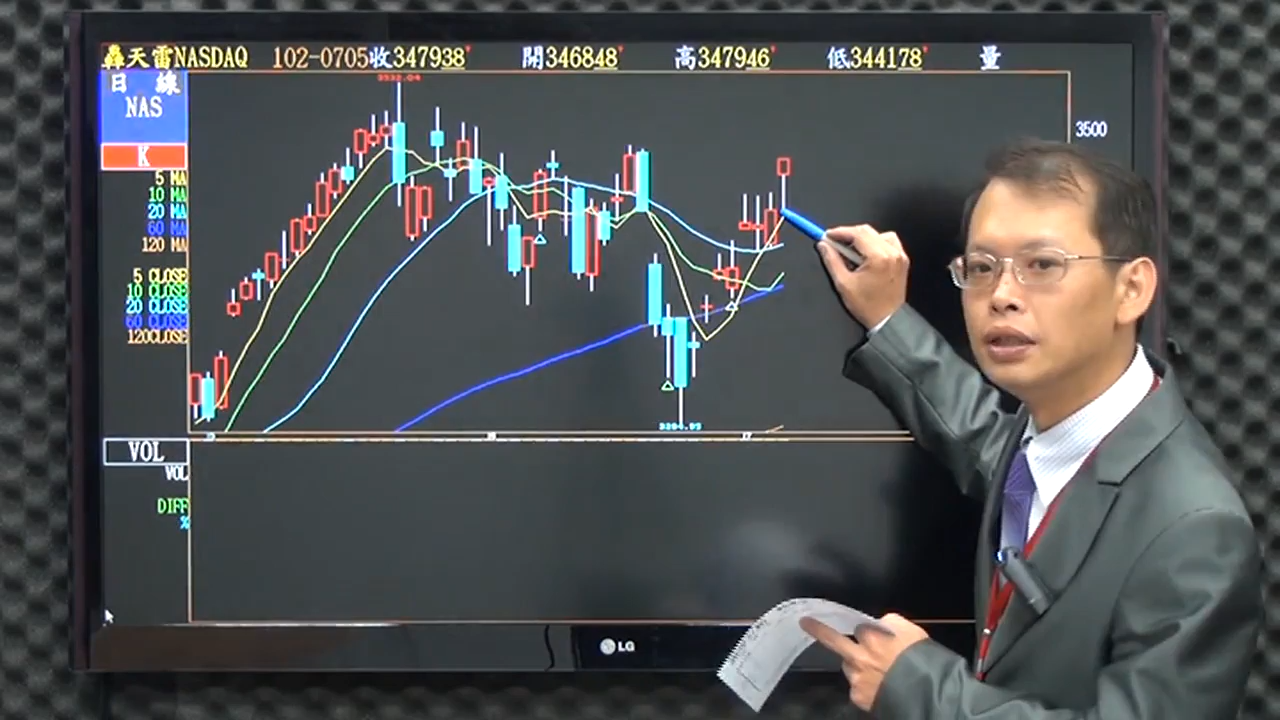 轟天雷NASDAQ 102-0705收347938 開346848 高347946 低344178 量
日 線
NAS
K
3532.04
3500
5 MA
10 MA
20 MA
60 MA
120 MA
5 CLOSE
10 CLOSE
20 CLOSE
60 CLOSE
120CLOSE
VOL
VOL
DIFF
%
LG